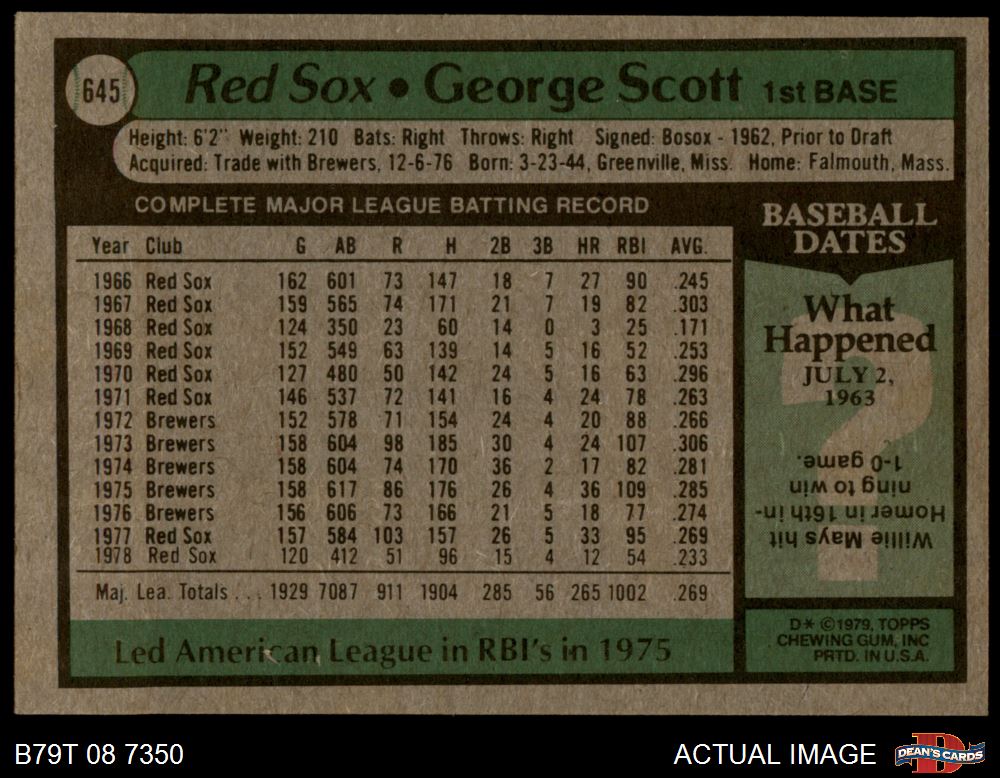 645
Red Sox • George Scott 1st BASE
Height: 6'2" Weight: 210 Bats: Right Throws: Right Signed: Bosox - 1962, Prior to Draft
Acquired: Trade with Brewers, 12-6-76 Born: 3-23-44, Greenville, Miss. Home: Falmouth, Mass.
COMPLETE MAJOR LEAGUE BATTING RECORD
Year Club G AB R H 2B 3B HR RBI AVG.
1966 Red Sox 162 601 73 147 18 7 27 90 .245
1967 Red Sox 159 565 74 171 21 7 19 82 .303
1968 Red Sox 124 350 23 60 14 0 3 25 .171
1969 Red Sox 152 549 63 139 14 5 16 52 .253
1970 Red Sox 127 480 50 142 24 5 16 63 .296
1971 Red Sox 146 537 72 141 16 4 24 78 .263
1972 Brewers 152 578 71 154 24 4 20 88 .266
1973 Brewers 158 604 98 185 30 4 24 107 .306
1974 Brewers 158 604 74 170 36 2 17 82 .281
1975 Brewers 158 617 86 176 26 4 36 109 .285
1976 Brewers 156 606 73 166 21 5 18 77 .274
1977 Red Sox 157 584 103 157 26 5 33 95 .269
1978 Red Sox 120 412 51 96 15 4 12 54 .233
Maj. Lea. Totals . . . 1929 7087 911 1904 285 56 265 1002 .269
Led American League in RBI's in 1975
BASEBALL
DATES
What
Happened
JULY 2,
1963
?
Willie Mays hit
Homer in 16th in-
ning to win
1-0 game.
D* ©1979, TOPPS
CHEWING GUM, INC
PRTD. IN U.S.A.
B79T 08 7350
ACTUAL IMAGE
DEAN'S CARDS